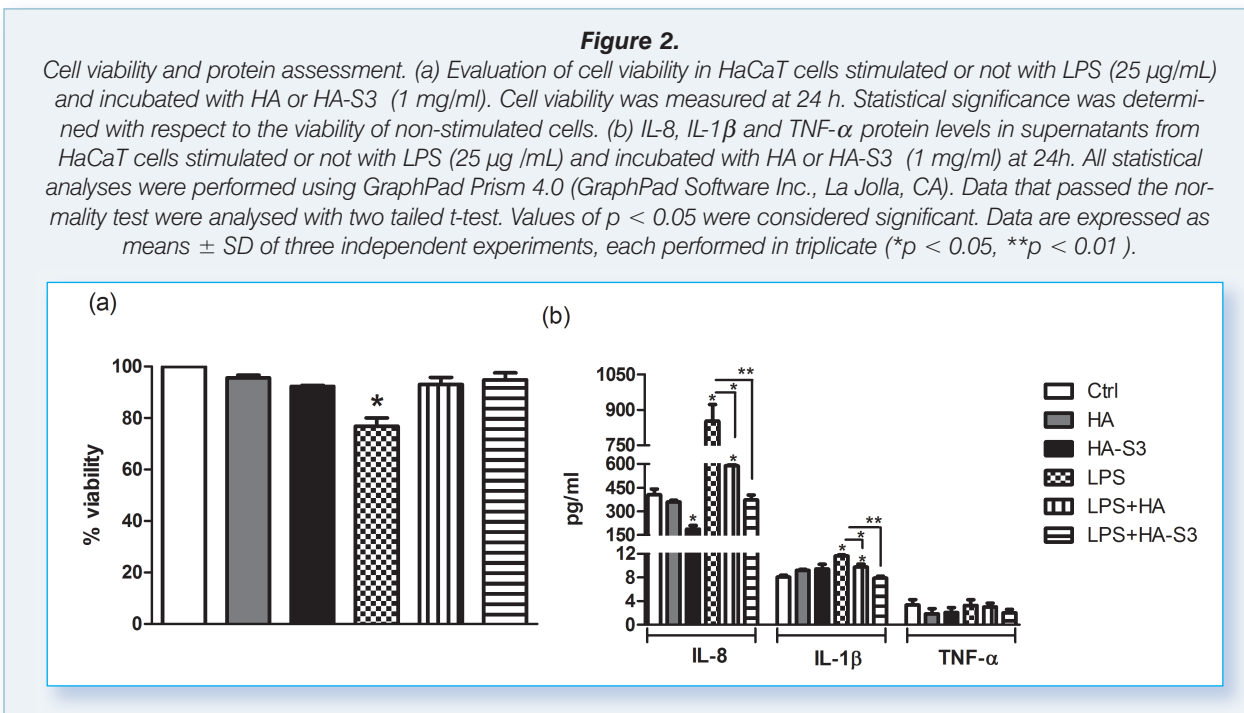 Figure 2.
Cell viability and protein assessment. (a) Evaluation of cell viability in HaCaT cells stimulated or not with LPS (25 µg/mL)
and incubated with HA or HA-S3 (1 mg/ml). Cell viability was measured at 24 h. Statistical significance was determi-
ned with respect to the viability of non-stimulated cells. (b) IL-8, IL-1β and TNF-α protein levels in supernatants from
HaCaT cells stimulated or not with LPS (25 µg /mL) and incubated with HA or HA-S3 (1 mg/ml) at 24h. All statistical
analyses were performed using GraphPad Prism 4.0 (GraphPad Software Inc., La Jolla, CA). Data that passed the nor-
mality test were analysed with two tailed t-test. Values of p < 0.05 were considered significant. Data are expressed as
means ± SD of three independent experiments, each performed in triplicate (*p < 0.05, **p < 0.01 ).
(a)
% viability
100
80
60
40
20
0
*
(b)
pg/ml
1050
900
750
600
450
300
150
12
8
4
0
*
*
*
*
**
*
*
*
**
IL-8
IL-1β
TNF-α
Ctrl
HA
HA-S3
LPS
LPS+HA
LPS+HA-S3